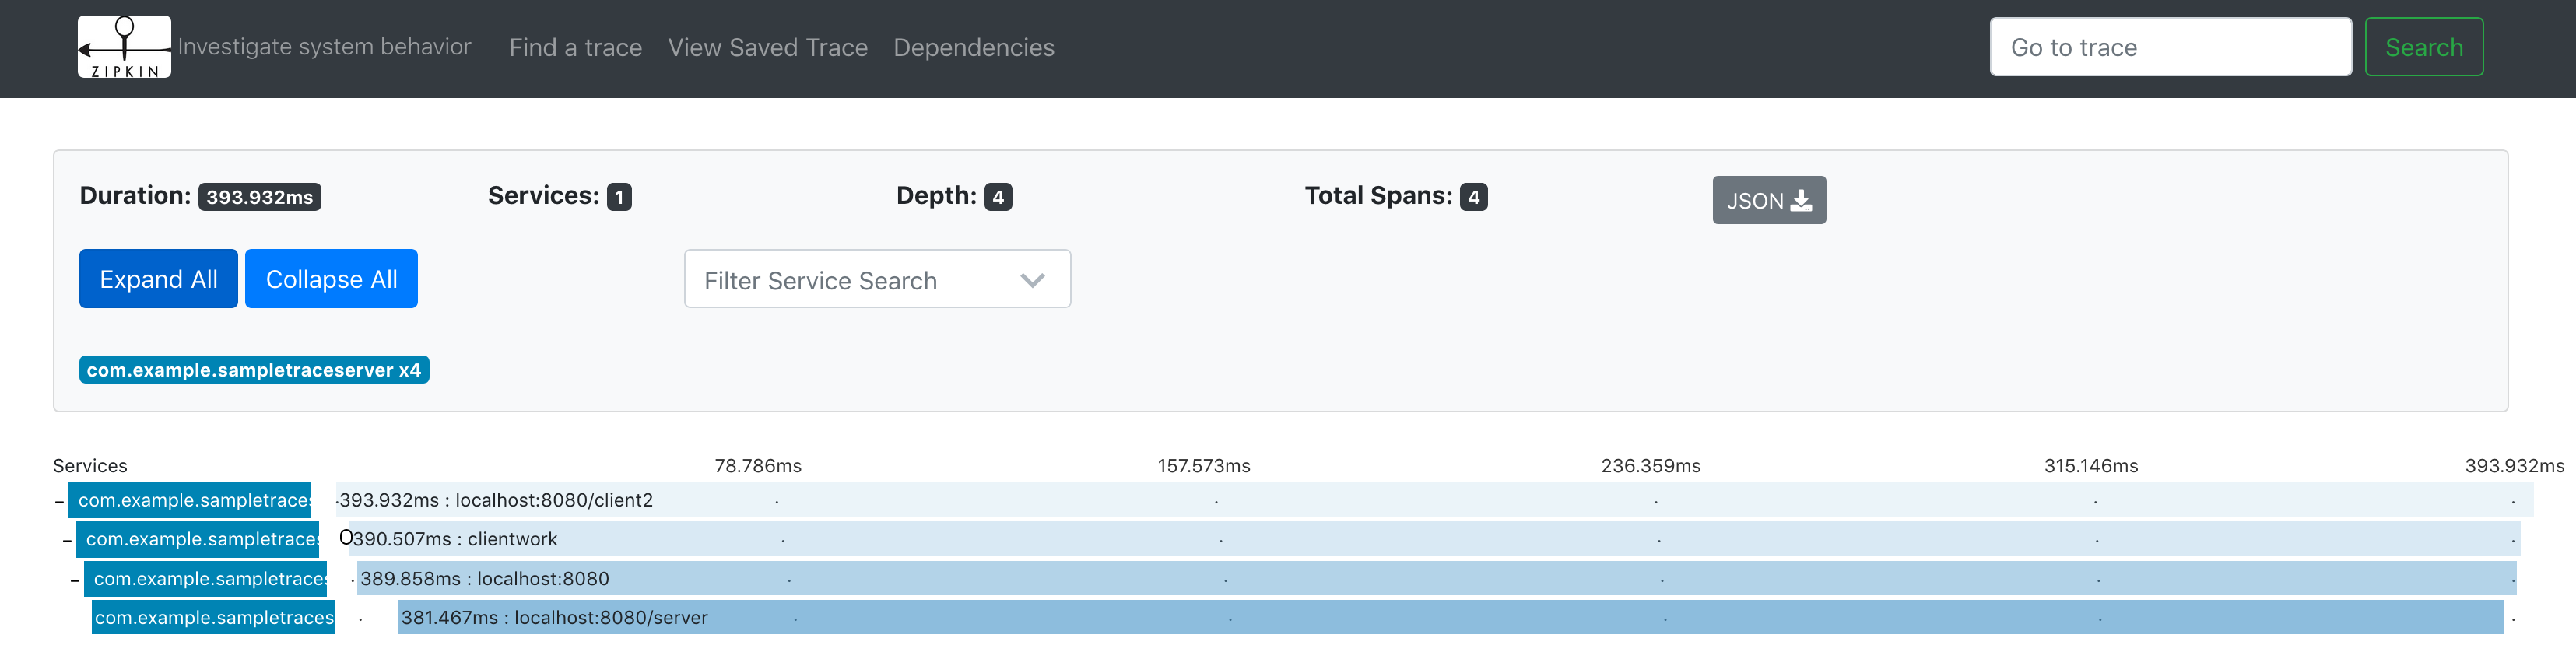 ZIPKIN Investigate system behavior Find a trace View Saved Trace Dependencies Go to trace Search
Duration: 393.932ms Services: 1 Depth: 4 Total Spans: 4 JSON
Expand All Collapse All Filter Service Search
com.example.sampletraceserver x4
Services 78.786ms 157.573ms 236.359ms 315.146ms 393.932ms
- com.example.sampletraces 393.932ms : localhost:8080/client2
- com.example.sampletraces 390.507ms : clientwork
- com.example.sampletraces 389.858ms : localhost:8080
com.example.sampletraces 381.467ms : localhost:8080/server